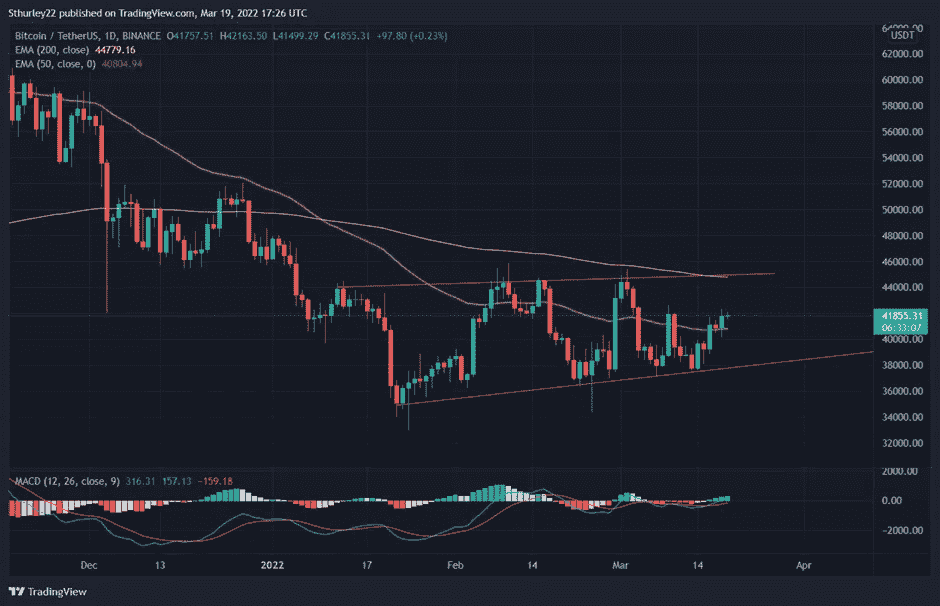 Sthurley22 published on TradingView.com, Mar 19, 2022 17:26 UTC
Bitcoin / TetherUS, 1D, BINANCE O41757.51 H42163.50 L41499.29 C41855.31 +97.80 (+0.23%)
EMA (200, close) 44779.16
EMA (50, close, 0) 40804.94
64000.00
USDT
62000.00
60000.00
58000.00
56000.00
54000.00
52000.00
50000.00
48000.00
46000.00
44000.00
41855.31
06:33:07
40000.00
38000.00
36000.00
34000.00
32000.00
MACD (12, 26, close, 9) 316.31 157.13 −159.18
2000.00
0.00
−2000.00
Dec 13 2022 17 Feb 14 Mar 14 Apr
TradingView